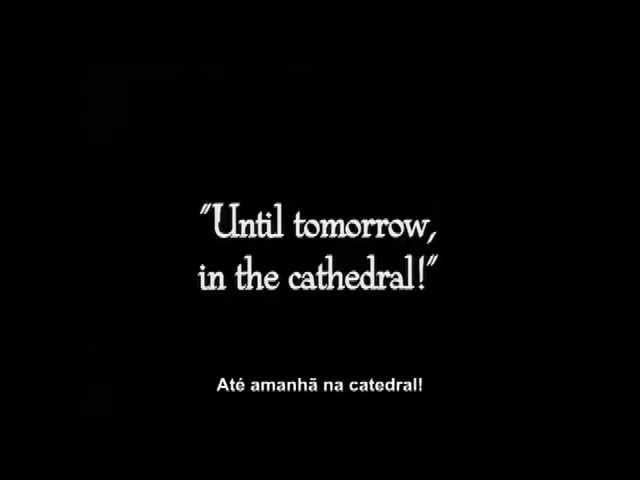 "Until tomorrow,
in the cathedral!"
Até amanhã na catedral!